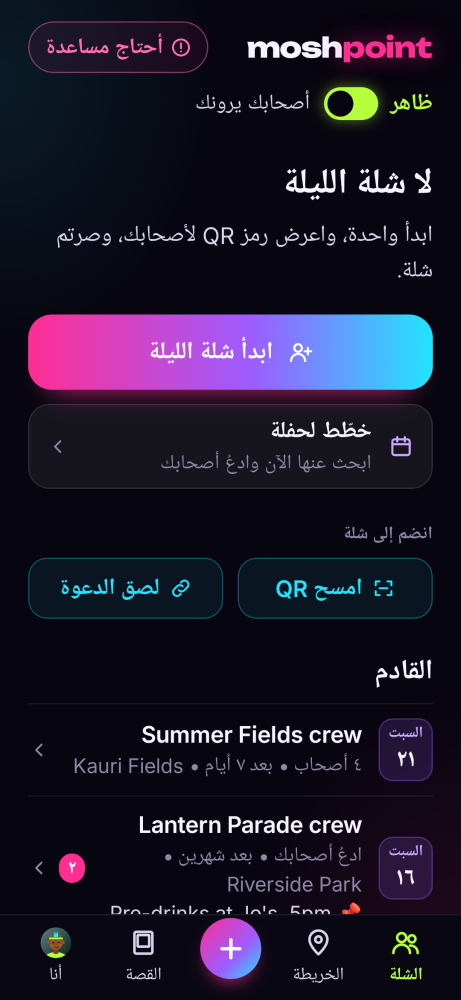 moshpoint
أحتاج مساعدة
ظاهر
أصحابك يرونك
لا شلة الليلة
ابدأ واحدة، واعرض رمز QR لأصحابك، وصرتم
شلة.
ابدأ شلة الليلة
خطّط لحفلة
ابحث عنها الآن وادعُ أصحابك
انضم إلى شلة
امسح QR
لصق الدعوة
القادم
السبت
٢١
Summer Fields crew
٤ أصحاب • بعد ٧ أيام • Kauri Fields
السبت
١٦
Lantern Parade crew
ادعُ أصحابك • بعد شهرين •
Riverside Park
٢
📌 Pre-drinks at Jo's, 5pm
الشلة
الخريطة
القصة
أنا